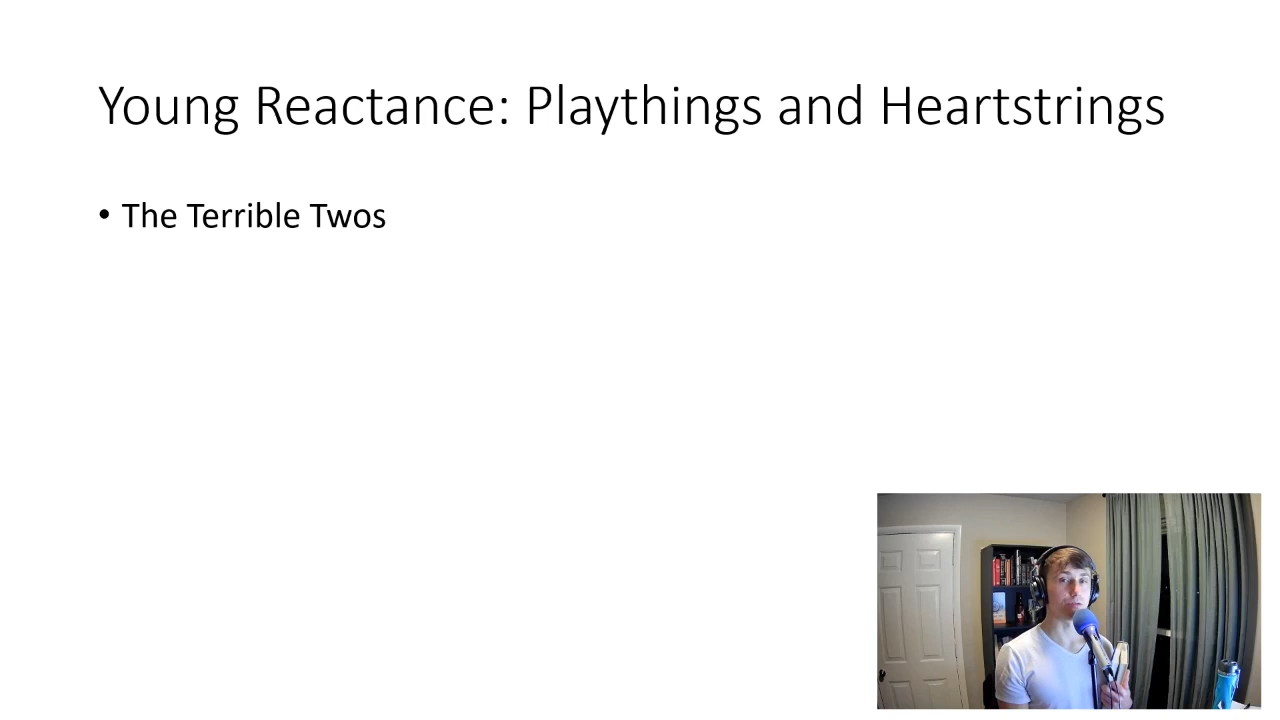 Young Reactance: Playthings and Heartstrings
• The Terrible Twos